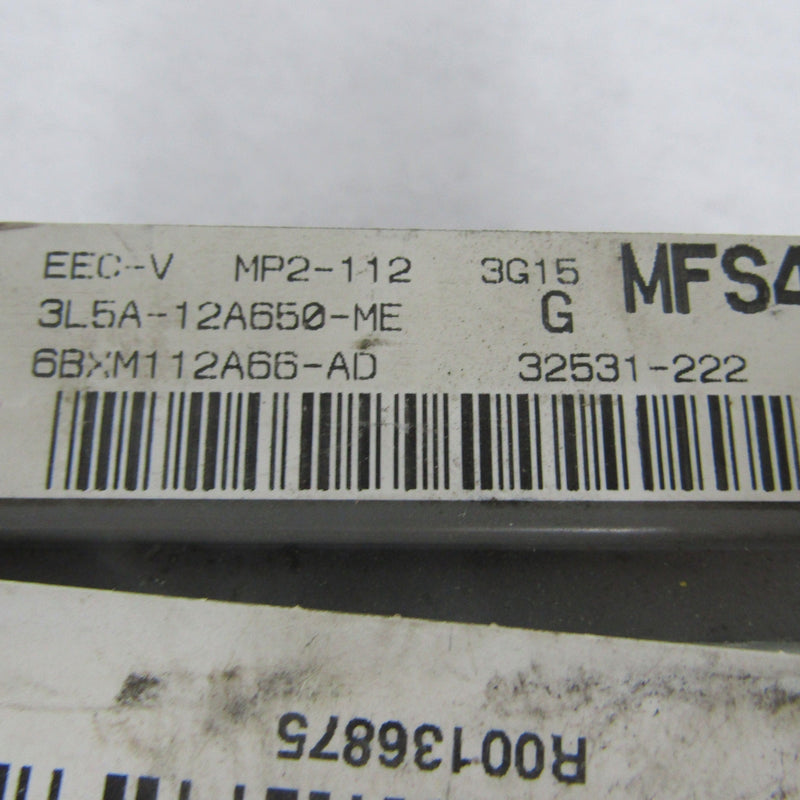 EEC-V MP2-112 3G15 MFS4
3L5A-12A650-ME G
6BXM112A66-AD 32531-222
R00136875